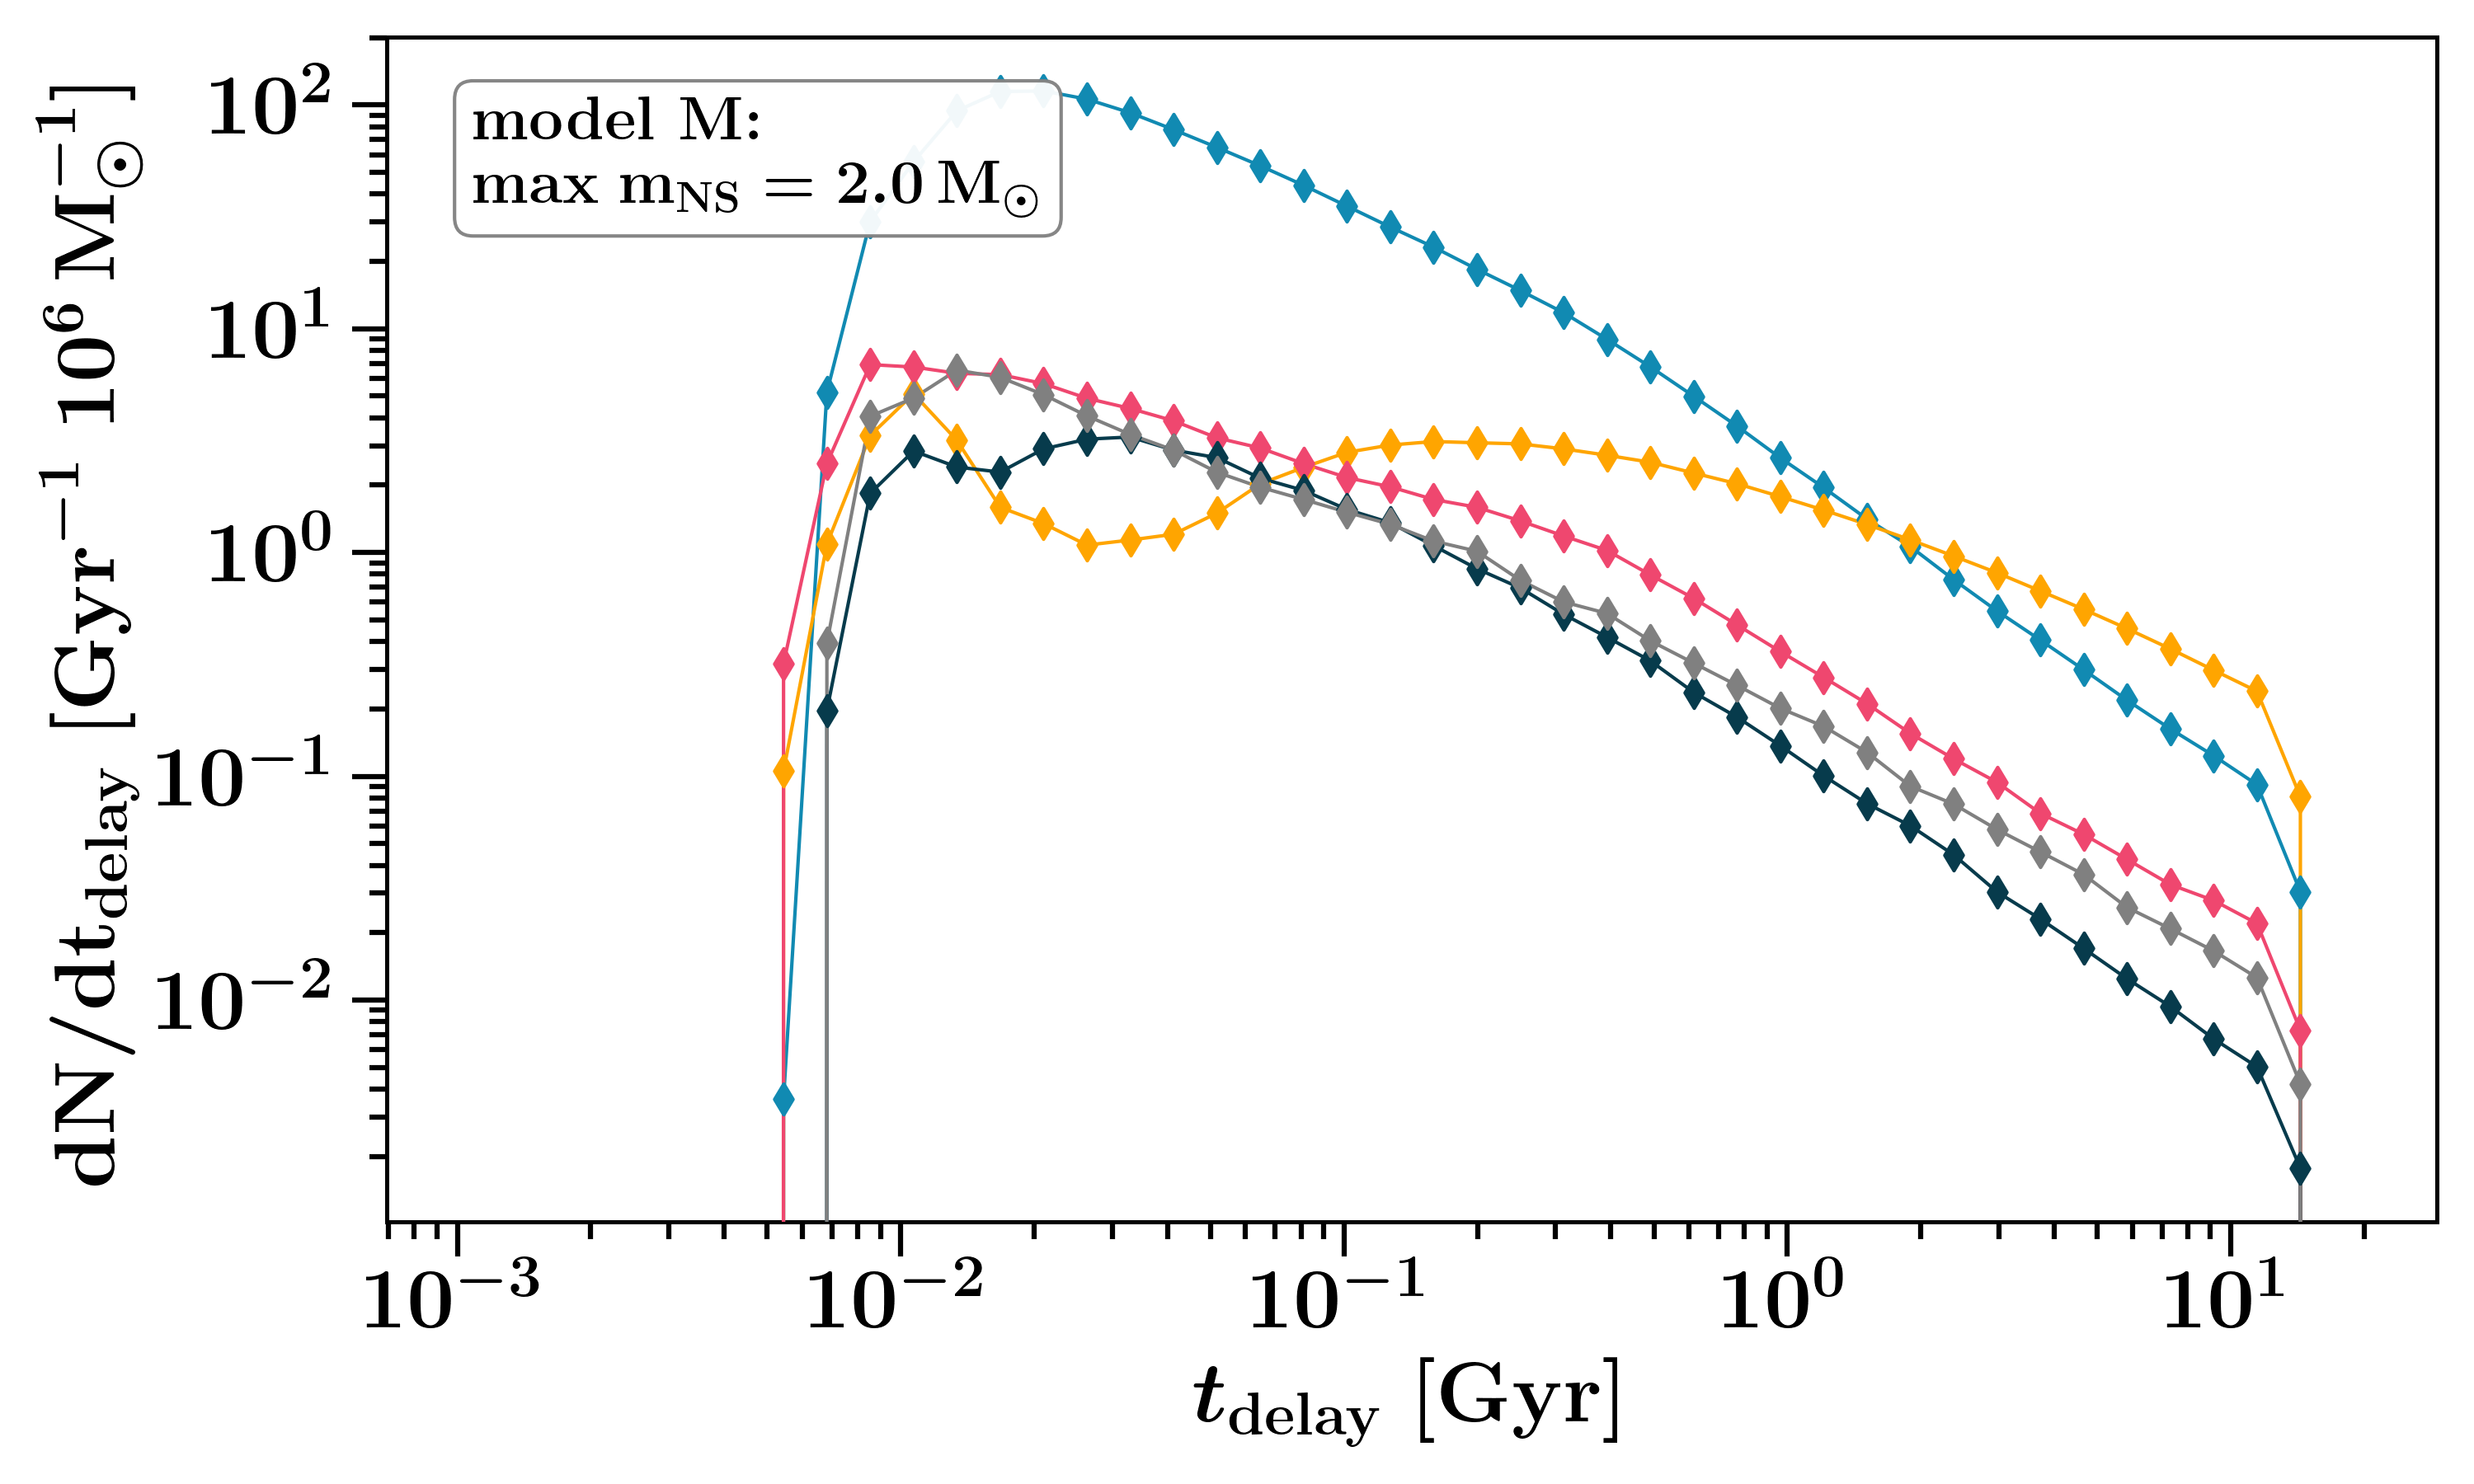 model M:
max m_NS = 2.0 M_⊙
dN/dt_delay [Gyr^−1 10^6 M_⊙^−1]
10^2
10^1
10^0
10^−1
10^−2
10^−3 10^−2 10^−1 10^0 10^1
t_delay [Gyr]